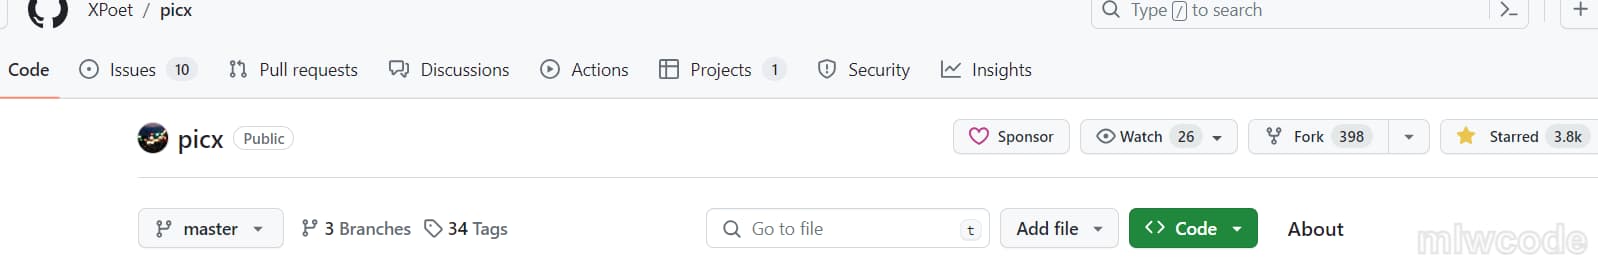 XPoet / picx
Type / to search
Code Issues 10 Pull requests Discussions Actions Projects 1 Security Insights
picx Public Sponsor Watch 26 Fork 398 Starred 3.8k
master 3 Branches 34 Tags Go to file t Add file <> Code About
mlwcode